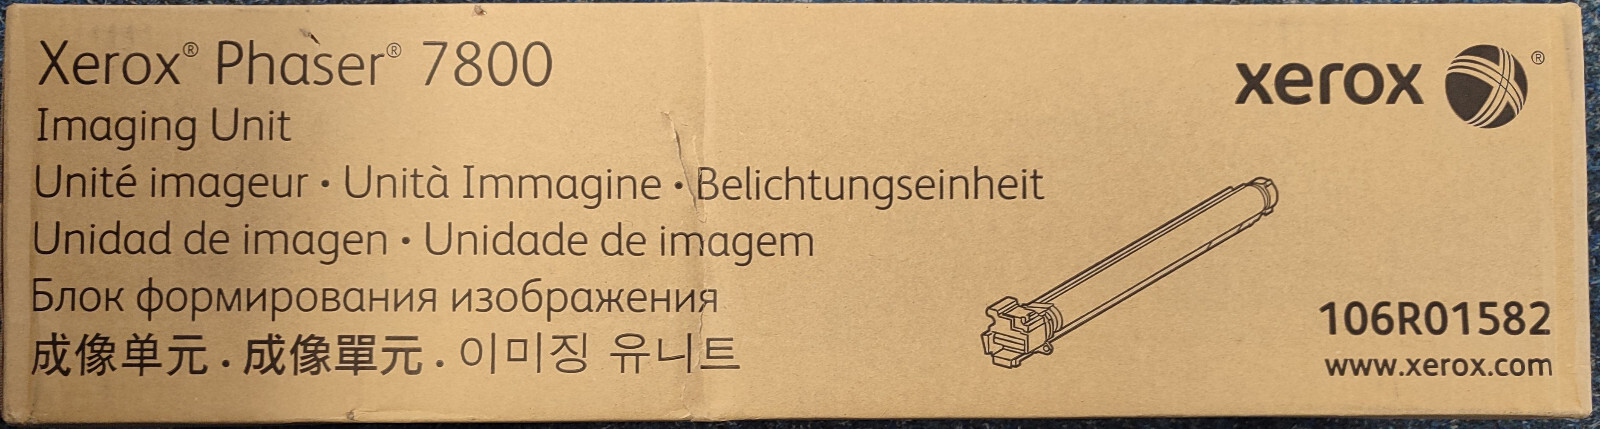 Xerox® Phaser® 7800
Imaging Unit
Unité imageur • Unità Immagine • Belichtungseinheit
Unidad de imagen • Unidade de imagem
Блок формирования изображения
成像单元 . 成像單元 . 이미징 유니트
xerox ®
106R01582
www.xerox.com